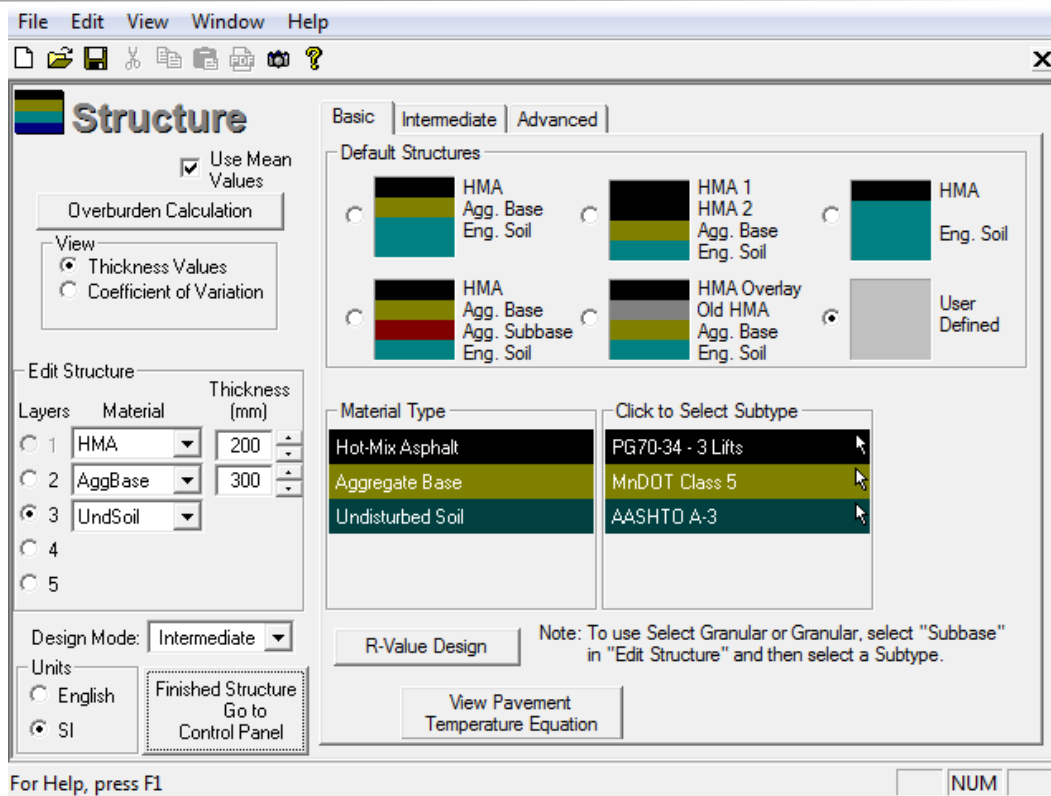 File Edit View Window Help
Structure
Use Mean
Values
Overburden Calculation
View
Thickness Values
Coefficient of Variation
Edit Structure
Layers Material Thickness
(mm)
1 HMA 200
2 AggBase 300
3 UndSoil
4
5
Design Mode: Intermediate
Units
English
SI
Finished Structure
Go to
Control Panel
Basic Intermediate Advanced
Default Structures
HMA
Agg. Base
Eng. Soil
HMA 1
HMA 2
Agg. Base
Eng. Soil
HMA
Eng. Soil
HMA
Agg. Base
Agg. Subbase
Eng. Soil
HMA Overlay
Old HMA
Agg. Base
Eng. Soil
User
Defined
Material Type
Hot-Mix Asphalt
Aggregate Base
Undisturbed Soil
Click to Select Subtype
PG70-34 - 3 Lifts
MnDOT Class 5
AASHTO A-3
R-Value Design
Note: To use Select Granular or Granular, select "Subbase"
in "Edit Structure" and then select a Subtype.
View Pavement
Temperature Equation
For Help, press F1
NUM